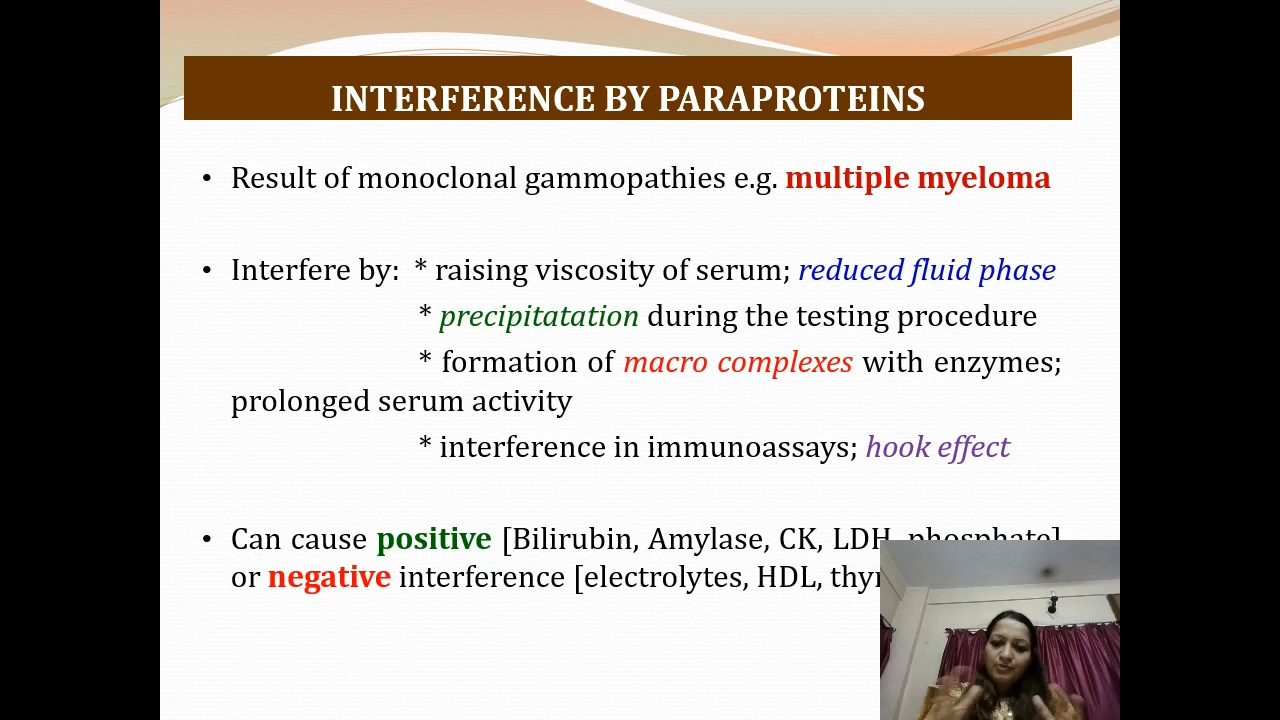 INTERFERENCE BY PARAPROTEINS
• Result of monoclonal gammopathies e.g. multiple myeloma
• Interfere by: * raising viscosity of serum; reduced fluid phase
* precipitatation during the testing procedure
* formation of macro complexes with enzymes;
prolonged serum activity
* interference in immunoassays; hook effect
• Can cause positive [Bilirubin, Amylase, CK, LDH, phosphate]
or negative interference [electrolytes, HDL,